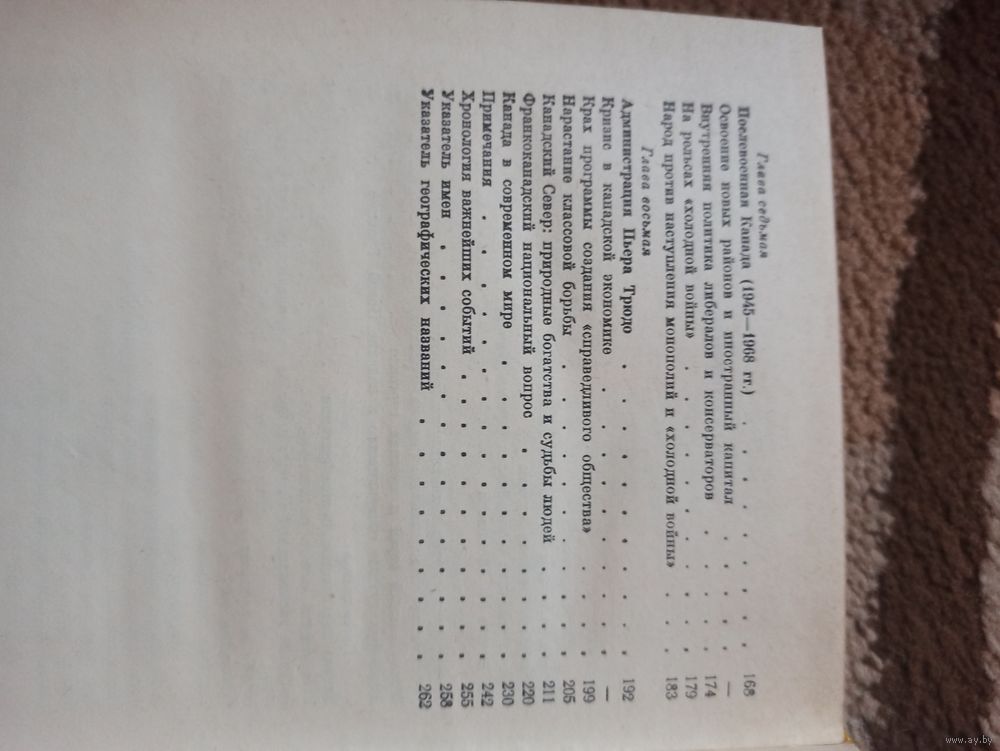 Глава седьмая
Послевоенная Канада (1945—1968 гг.) . . . . . . . . . 168
Освоение новых районов и иностранный капитал . . . . —
Внутренняя политика либералов и консерваторов . . . . 174
На рельсах «холодной войны» . . . . . . . . . . 179
Народ против наступления монополий и «холодной войны» . . . 183
Глава восьмая
Администрация Пьера Трюдо . . . . . . . . . . 192
Кризис в канадской экономике . . . . . . . . . . —
Крах программы создания «справедливого общества» . . . . 199
Нарастание классовой борьбы . . . . . . . . . . 205
Канадский Север: природные богатства и судьбы людей . . . . 211
Франкоканадский национальный вопрос . . . . . . . . 220
Канада в современном мире . . . . . . . . . . . 230
Примечания . . . . . . . . . . . . . . . 242
Хронология важнейших событий . . . . . . . . . . 255
Указатель имен . . . . . . . . . . . . . . 258
Указатель географических названий . . . . . . . . . 262
www.ay.by